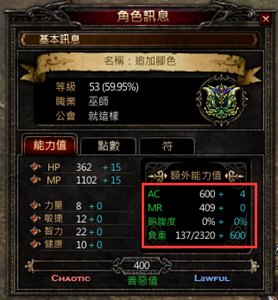 角色訊息
基本訊息
名稱：追加腳色
等級 53 (59.95%)
職業 巫師
公會 就這樣
能力值 點數 符
HP 362 + 15
MP 1102 + 15
力量 8 +0
敏捷 12 +0
智力 22 +0
健康 10 +0
額外能力值
AC 600 + 4
MR 409 + 0
飽腹度 0% + 0%
負重 137/2320 + 600
400
CHAOTIC 善惡值 LAWFUL